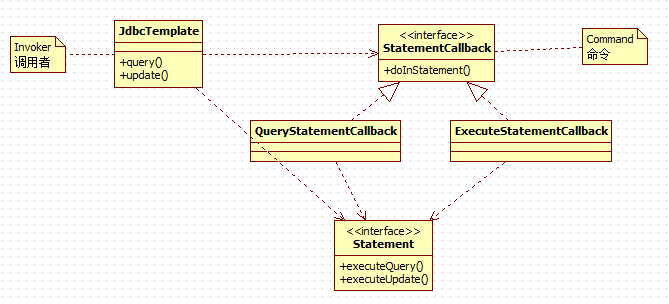 Invoker
调用者
JdbcTemplate
+query()
+update()
<<interface>>
StatementCallback
+doInStatement()
Command
命令
QueryStatementCallback
ExecuteStatementCallback
<<interface>>
Statement
+executeQuery()
+executeUpdate()